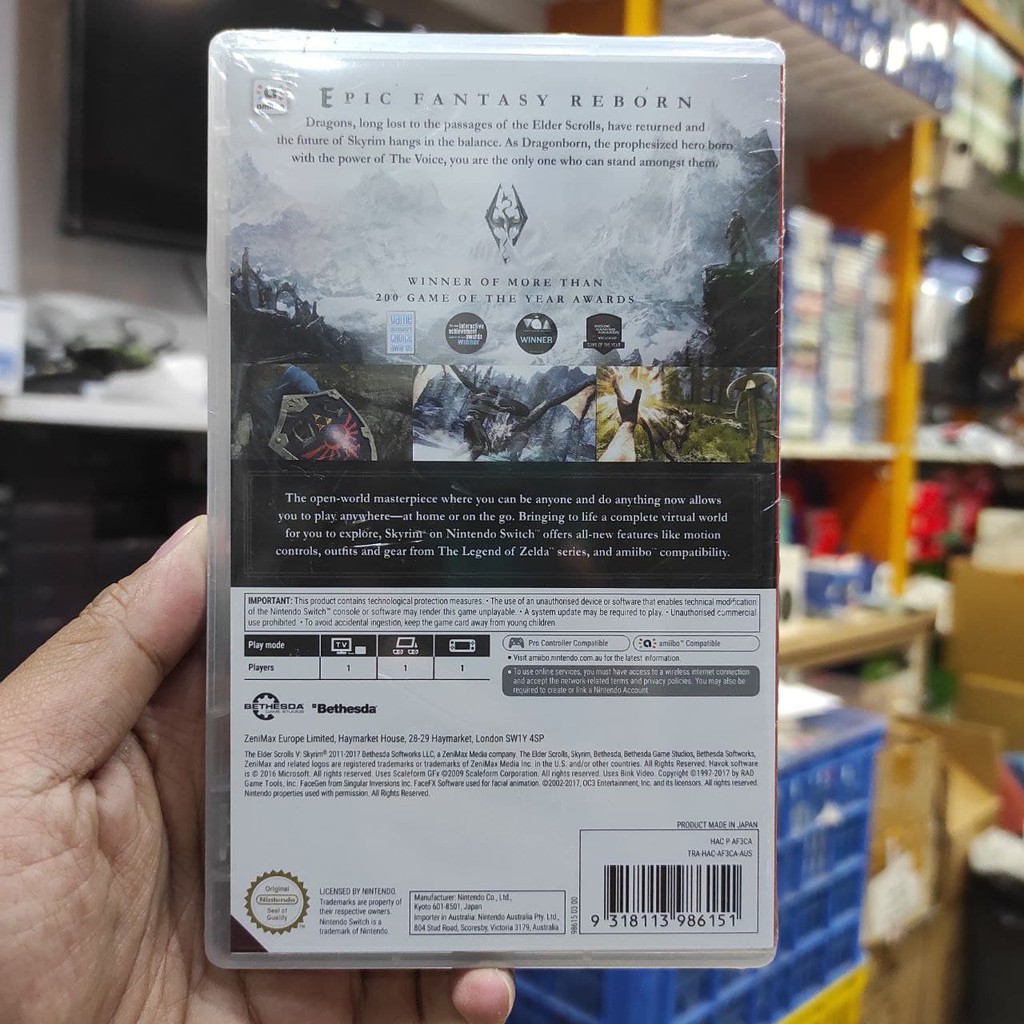 EPIC FANTASY REBORN
Dragons, long lost to the passages of the Elder Scrolls, have returned and
the future of Skyrim hangs in the balance. As Dragonborn, the prophesized hero born
with the power of The Voice, you are the only one who can stand amongst them.
WINNER OF MORE THAN
200 GAME OF THE YEAR AWARDS
VGA
WINNER
The open-world masterpiece where you can be anyone and do anything now allows
you to play anywhere—at home or on the go. Bringing to life a complete virtual world
for you to explore, Skyrim® on Nintendo Switch™ offers all-new features like motion
controls, outfits and gear from The Legend of Zelda™ series, and amiibo™ compatibility.
IMPORTANT: This product contains technological protection measures. • The use of an unauthorised device or software that enables technical modification
of the Nintendo Switch™ console or software may render this game unplayable. • A system update may be required to play. • Unauthorised commercial
use prohibited. • To avoid accidental ingestion, keep the game card away from young children.
Play mode TV
Players 1 1 1
Pro Controller Compatible amiibo™ Compatible
• Visit amiibo.nintendo.com.au for the latest information.
• To use online services, you must have access to a wireless internet connection
and accept the network-related terms and privacy policies. You may also be
required to create or link a Nintendo Account.
BETHESDA GAME STUDIOS Bethesda
ZeniMax Europe Limited, Haymarket House, 28-29 Haymarket, London SW1Y 4SP
The Elder Scrolls V: Skyrim® 2011-2017 Bethesda Softworks LLC, a ZeniMax Media company. The Elder Scrolls, Skyrim, Bethesda, Bethesda Game Studios, Bethesda Softworks,
ZeniMax and related logos are registered trademarks or trademarks of ZeniMax Media Inc. in the U.S. and/or other countries. All Rights Reserved. Havok software
is © 2016 Microsoft. All rights reserved. Uses Scaleform GFx ©2009 Scaleform Corporation. All rights reserved. Uses Bink Video. Copyright ©1997-2017 by RAD
Game Tools, Inc. FaceGen from Singular Inversions Inc. FaceFX Software used for facial animation. ©2002-2017, OC3 Entertainment, Inc. and its licensors. All rights reserved.
Nintendo properties used with permission. All Rights Reserved.
PRODUCT MADE IN JAPAN
HAC P AF3CA
TRA-HAC-AF3CA-AUS
Original
Nintendo
Seal of
Quality
LICENSED BY NINTENDO.
Trademarks are property of
their respective owners.
Nintendo Switch is a
trademark of Nintendo.
Manufacturer: Nintendo Co., Ltd.,
Kyoto 601-8501, Japan
Importer in Australia: Nintendo Australia Pty. Ltd.,
804 Stud Road, Scoresby, Victoria 3179, Australia
98615 03 00
9 318113 986151